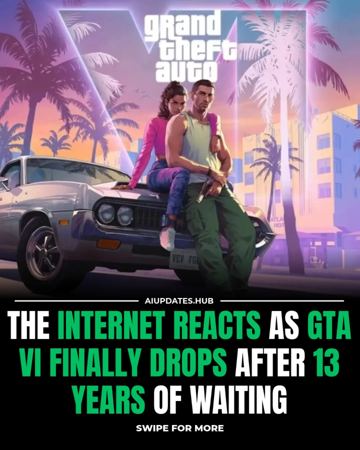 VI
grand
theft
auto
AIUPDATES.HUB
THE INTERNET REACTS AS GTA
VI FINALLY DROPS AFTER 13
YEARS OF WAITING
SWIPE FOR MORE